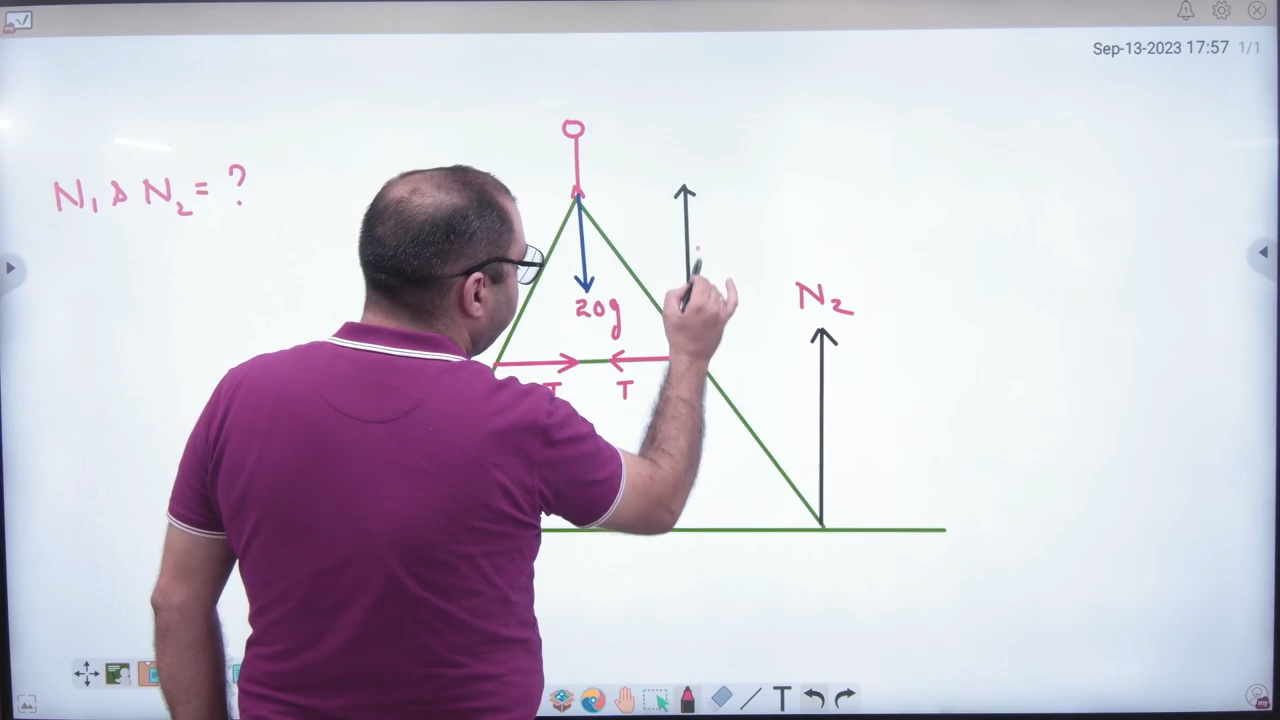 Sep-13-2023 17:57 1/1
N₁ & N₂ = ?
20g
N₂
T T